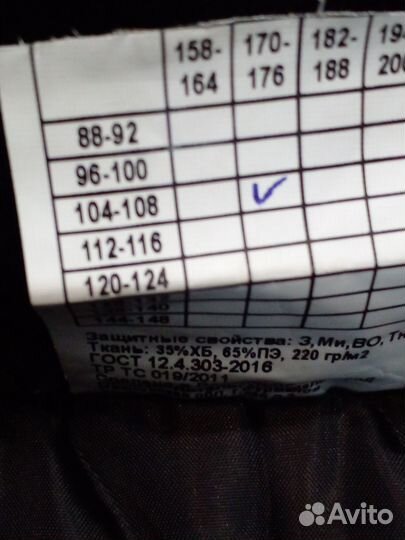 158-164 170-176 182-188
88-92
96-100
104-108 ✓
112-116
120-124
144-148
Защитные свойства: З,Ми,ВО,
Ткань: 35%ХБ, 65%ПЭ, 220 гр/м2
ГОСТ 12.4.303-2016
ТР ТС 019/2011
Avito